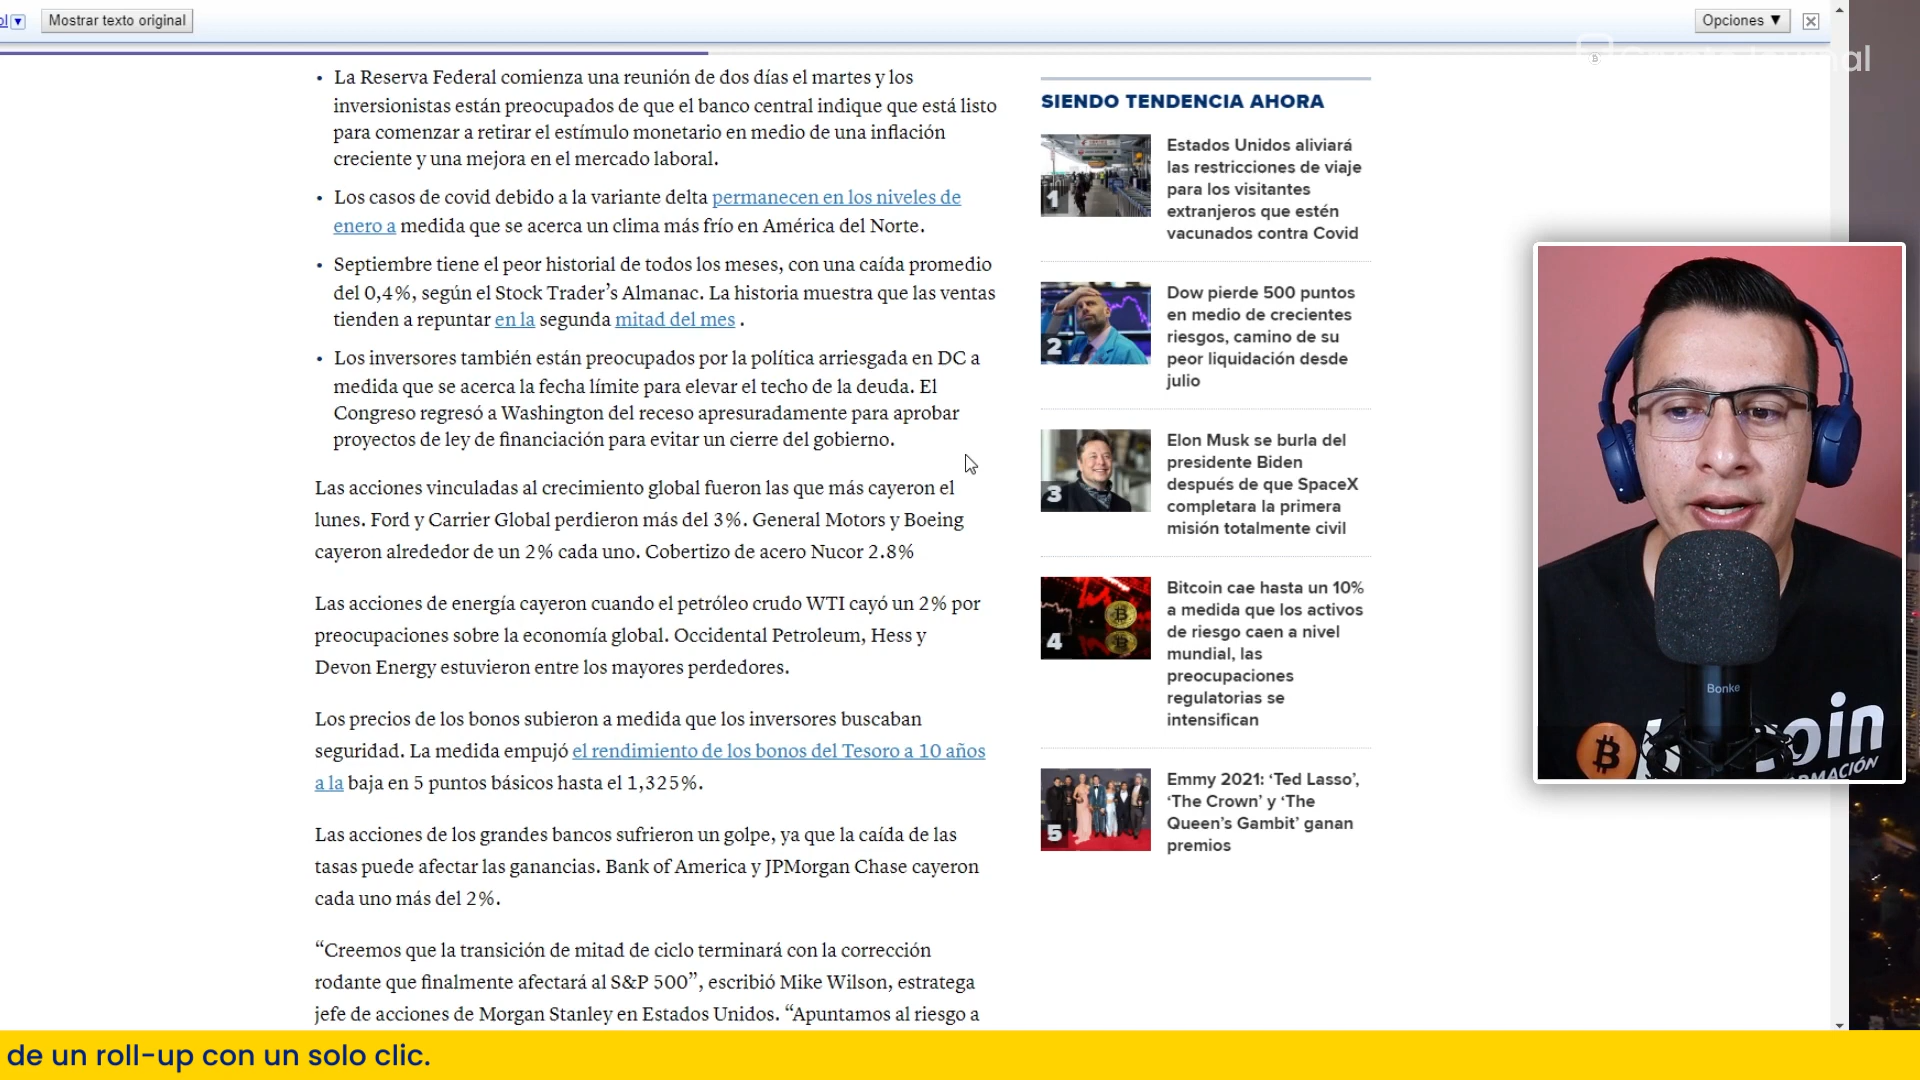 ol ▼ Mostrar texto original
Opciones ▼
• La Reserva Federal comienza una reunión de dos días el martes y los
inversionistas están preocupados de que el banco central indique que está listo
para comenzar a retirar el estímulo monetario en medio de una inflación
creciente y una mejora en el mercado laboral.
• Los casos de covid debido a la variante delta permanecen en los niveles de
enero a medida que se acerca un clima más frío en América del Norte.
• Septiembre tiene el peor historial de todos los meses, con una caída promedio
del 0,4%, según el Stock Trader’s Almanac. La historia muestra que las ventas
tienden a repuntar en la segunda mitad del mes .
• Los inversores también están preocupados por la política arriesgada en DC a
medida que se acerca la fecha límite para elevar el techo de la deuda. El
Congreso regresó a Washington del receso apresuradamente para aprobar
proyectos de ley de financiación para evitar un cierre del gobierno.
Las acciones vinculadas al crecimiento global fueron las que más cayeron el
lunes. Ford y Carrier Global perdieron más del 3%. General Motors y Boeing
cayeron alrededor de un 2% cada uno. Cobertizo de acero Nucor 2.8%
Las acciones de energía cayeron cuando el petróleo crudo WTI cayó un 2% por
preocupaciones sobre la economía global. Occidental Petroleum, Hess y
Devon Energy estuvieron entre los mayores perdedores.
Los precios de los bonos subieron a medida que los inversores buscaban
seguridad. La medida empujó el rendimiento de los bonos del Tesoro a 10 años
a la baja en 5 puntos básicos hasta el 1,325%.
Las acciones de los grandes bancos sufrieron un golpe, ya que la caída de las
tasas puede afectar las ganancias. Bank of America y JPMorgan Chase cayeron
cada uno más del 2%.
“Creemos que la transición de mitad de ciclo terminará con la corrección
rodante que finalmente afectará al S&P 500”, escribió Mike Wilson, estratega
jefe de acciones de Morgan Stanley en Estados Unidos. “Apuntamos al riesgo a
SIENDO TENDENCIA AHORA
1
Estados Unidos aliviará
las restricciones de viaje
para los visitantes
extranjeros que estén
vacunados contra Covid
2
Dow pierde 500 puntos
en medio de crecientes
riesgos, camino de su
peor liquidación desde
julio
3
Elon Musk se burla del
presidente Biden
después de que SpaceX
completara la primera
misión totalmente civil
4
Bitcoin cae hasta un 10%
a medida que los activos
de riesgo caen a nivel
mundial, las
preocupaciones
regulatorias se
intensifican
5
Emmy 2021: ‘Ted Lasso’,
‘The Crown’ y ‘The
Queen’s Gambit’ ganan
premios
Bonke
coin
de un roll-up con un solo clic.